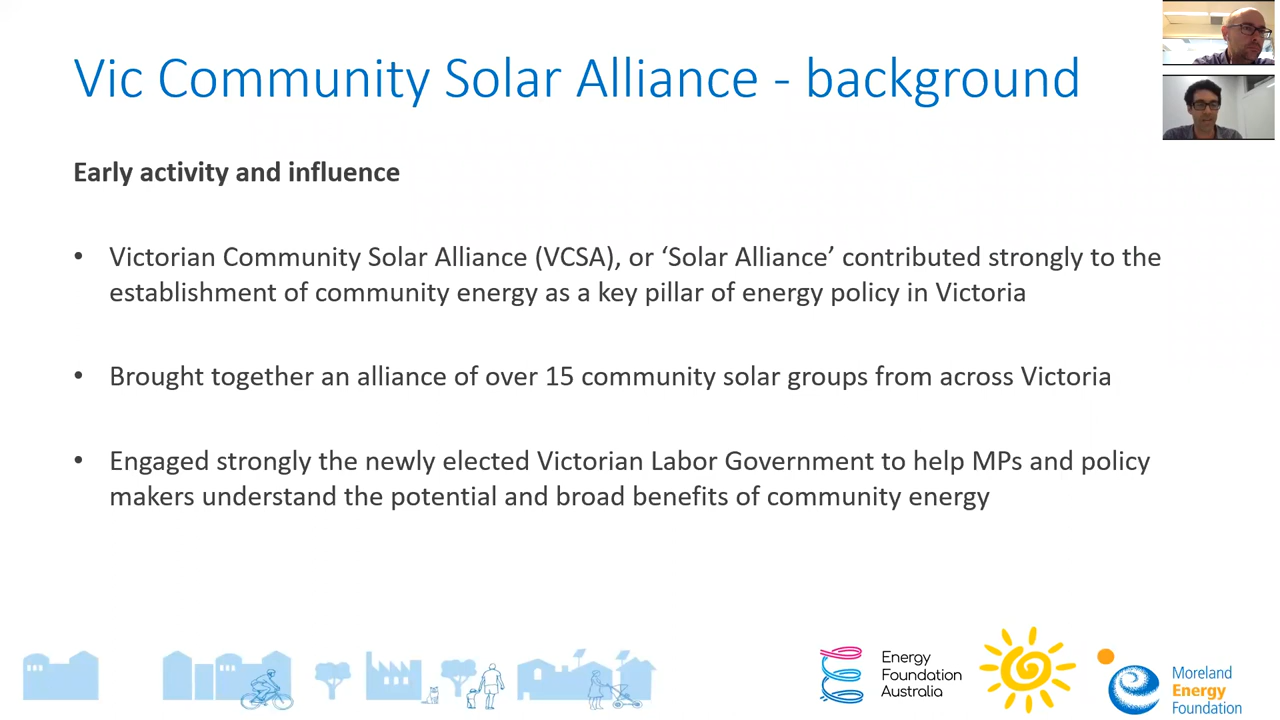 Vic Community Solar Alliance - background
Early activity and influence
• Victorian Community Solar Alliance (VCSA), or ‘Solar Alliance’ contributed strongly to the
establishment of community energy as a key pillar of energy policy in Victoria
• Brought together an alliance of over 15 community solar groups from across Victoria
• Engaged strongly the newly elected Victorian Labor Government to help MPs and policy
makers understand the potential and broad benefits of community energy
Energy
Foundation
Australia
Moreland
Energy
Foundation